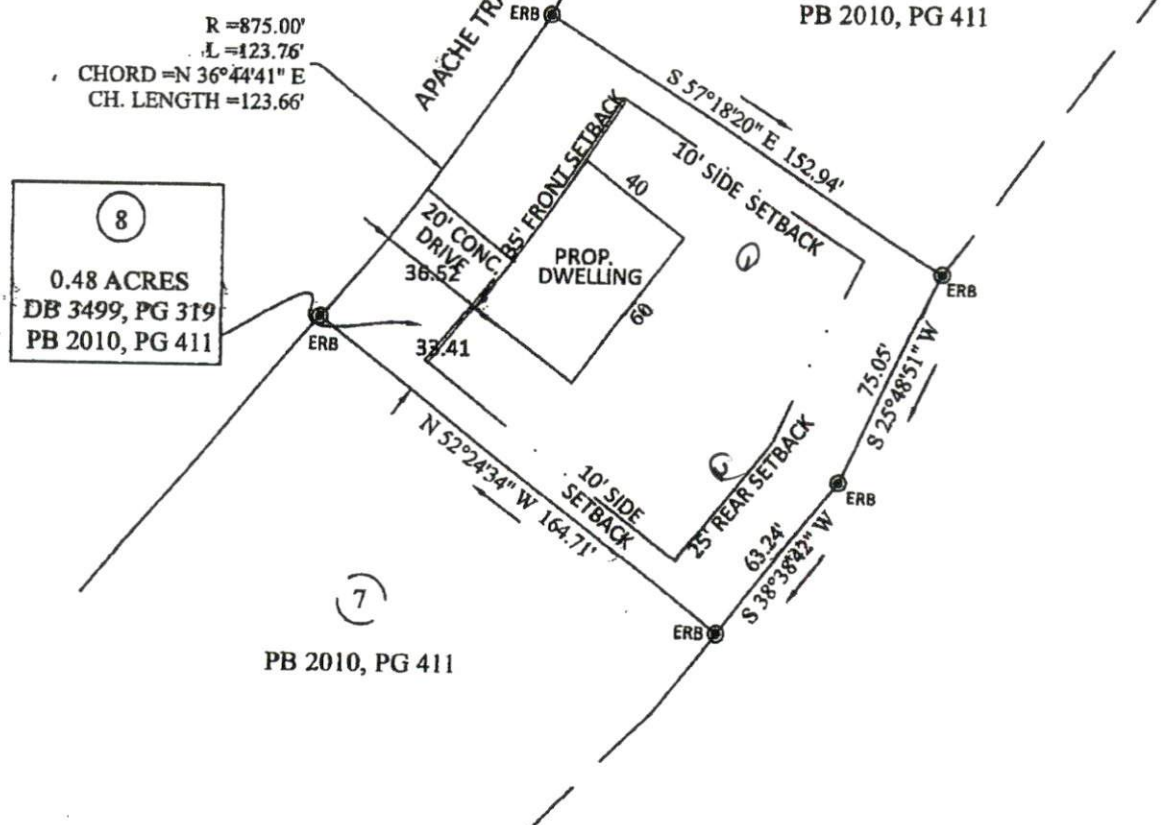 R =875.00'
L =123.76'
CHORD =N 36°44'41" E
CH. LENGTH =123.66'
APACHE TRA
ERB
PB 2010, PG 411
S 57°18'20" E 152.94'
8
0.48 ACRES
DB 3499, PG 319
PB 2010, PG 411
35' FRONT SETBACK
10' SIDE SETBACK
40
20' CONC.
DRIVE
36.52
PROP.
DWELLING
60
33.41
ERB
ERB
75.05'
S 25°48'51" W
N 52°24'34" W 164.71'
10' SIDE
SETBACK
25' REAR SETBACK
ERB
63.24'
S 38°38'42" W
ERB
7
PB 2010, PG 411